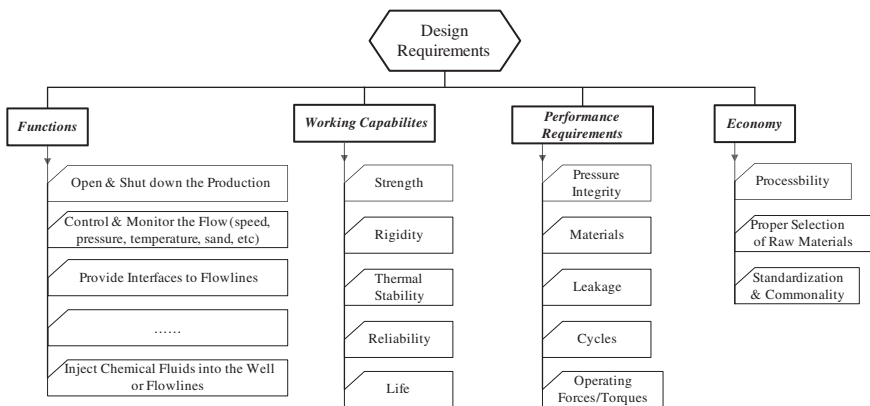 Design
Requirements
Functions
Working Capabilites
Performance
Requirements
Economy
Open & Shut down the Production
Control & Monitor the Flow(speed,
pressure, temperature, sand, etc)
Provide Interfaces to Flowlines
……
Inject Chemical Fluids into the Well
or Flowlines
Strength
Rigidity
Thermal
Stability
Reliability
Life
Pressure
Integrity
Materials
Leakage
Cycles
Operating
Forces/Torques
Processbility
Proper Selection
of Raw Materials
Standardization
& Commonality